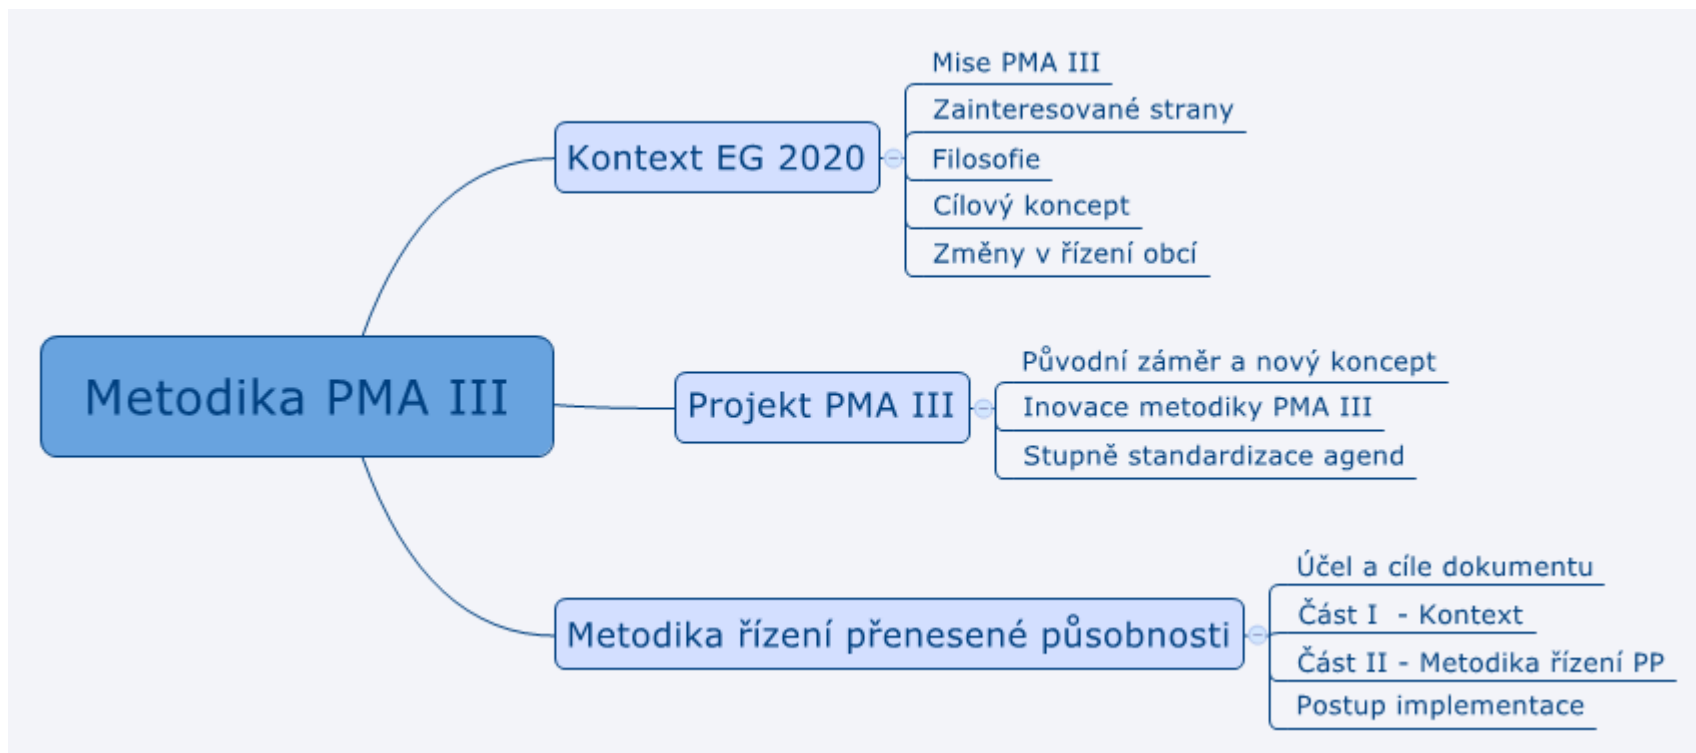 Metodika PMA III
Kontext EG 2020
Mise PMA III
Zainteresované strany
Filosofie
Cílový koncept
Změny v řízení obcí
Projekt PMA III
Původní záměr a nový koncept
Inovace metodiky PMA III
Stupně standardizace agend
Metodika řízení přenesené působnosti
Účel a cíle dokumentu
Část I  - Kontext
Část II - Metodika řízení PP
Postup implementace